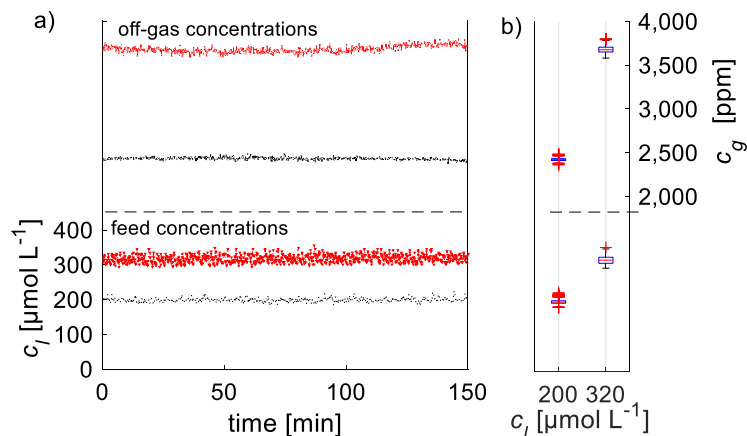 a)
off-gas concentrations
feed concentrations
400
300
200
100
0
c_l [µmol L⁻¹]
0
50
100
150
time [min]
b)
4,000
3,500
3,000
2,500
2,000
c_g [ppm]
200 320
c_l [µmol L⁻¹]